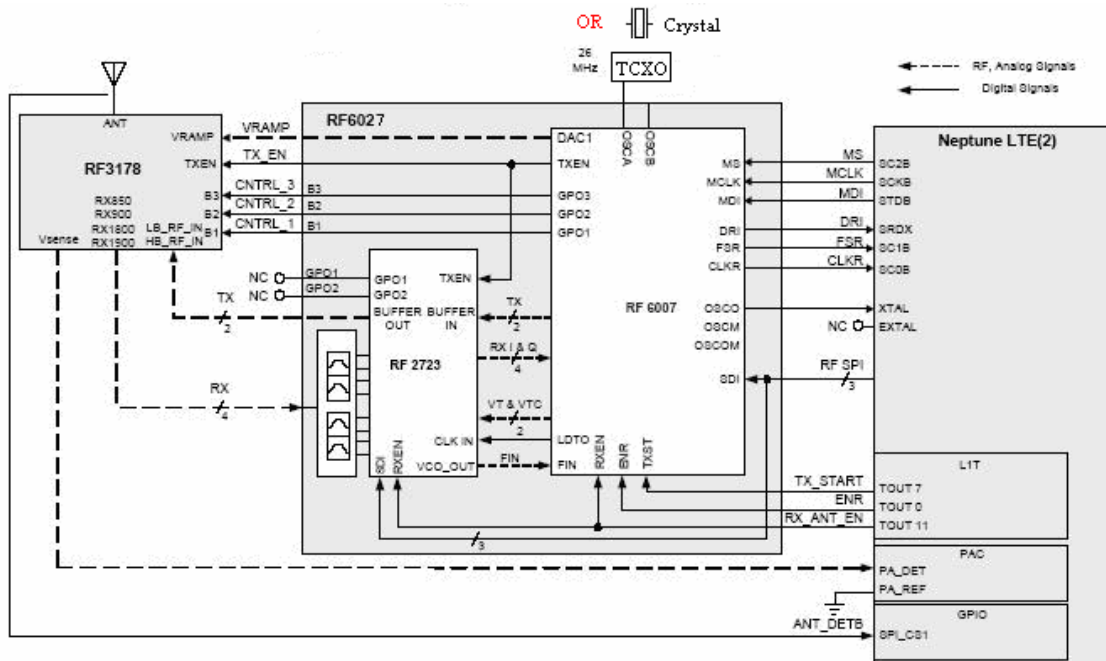 OR
Crystal
26
MHz
TCXO
RF, Analog Signals
Digital Signals
ANT
VRAMP
TXEN
RF3178
B3
B2
B1
RX850
RX900
RX1800
RX1900
LB_RF_IN
HB_RF_IN
Vsense
VRAMP
TX_EN
CNTRL_3
CNTRL_2
CNTRL_1
RF6027
B3
B2
B1
DAC1
TXEN
GPO3
GPO2
GPO1
OSCA
OSCB
MS
MCLK
MDI
DRI
FSR
CLKR
RF 6007
OSCO
OSCM
OSCOM
SDI
LDTO
FIN
RXEN
ENR
TXST
NC
GPO1
NC
GPO2
GPO1
GPO2
TXEN
BUFFER
OUT
BUFFER
IN
RF 2723
CLK IN
VCO_OUT
SDI
RXEN
TX
2
RX
4
TX
2
RX I & Q
4
VT & VTC
2
FIN
3
Neptune LTE(2)
MS
MCLK
MDI
DRI
FSR
CLKR
SC2B
SCKB
STDB
SRDX
SC1B
SC0B
XTAL
NC
EXTAL
RF SPI
3
L1T
TX_START
TOUT 7
ENR
TOUT 0
RX_ANT_EN
TOUT 11
PAC
PA_DET
PA_REF
GPIO
ANT_DETB
SPI_CS1